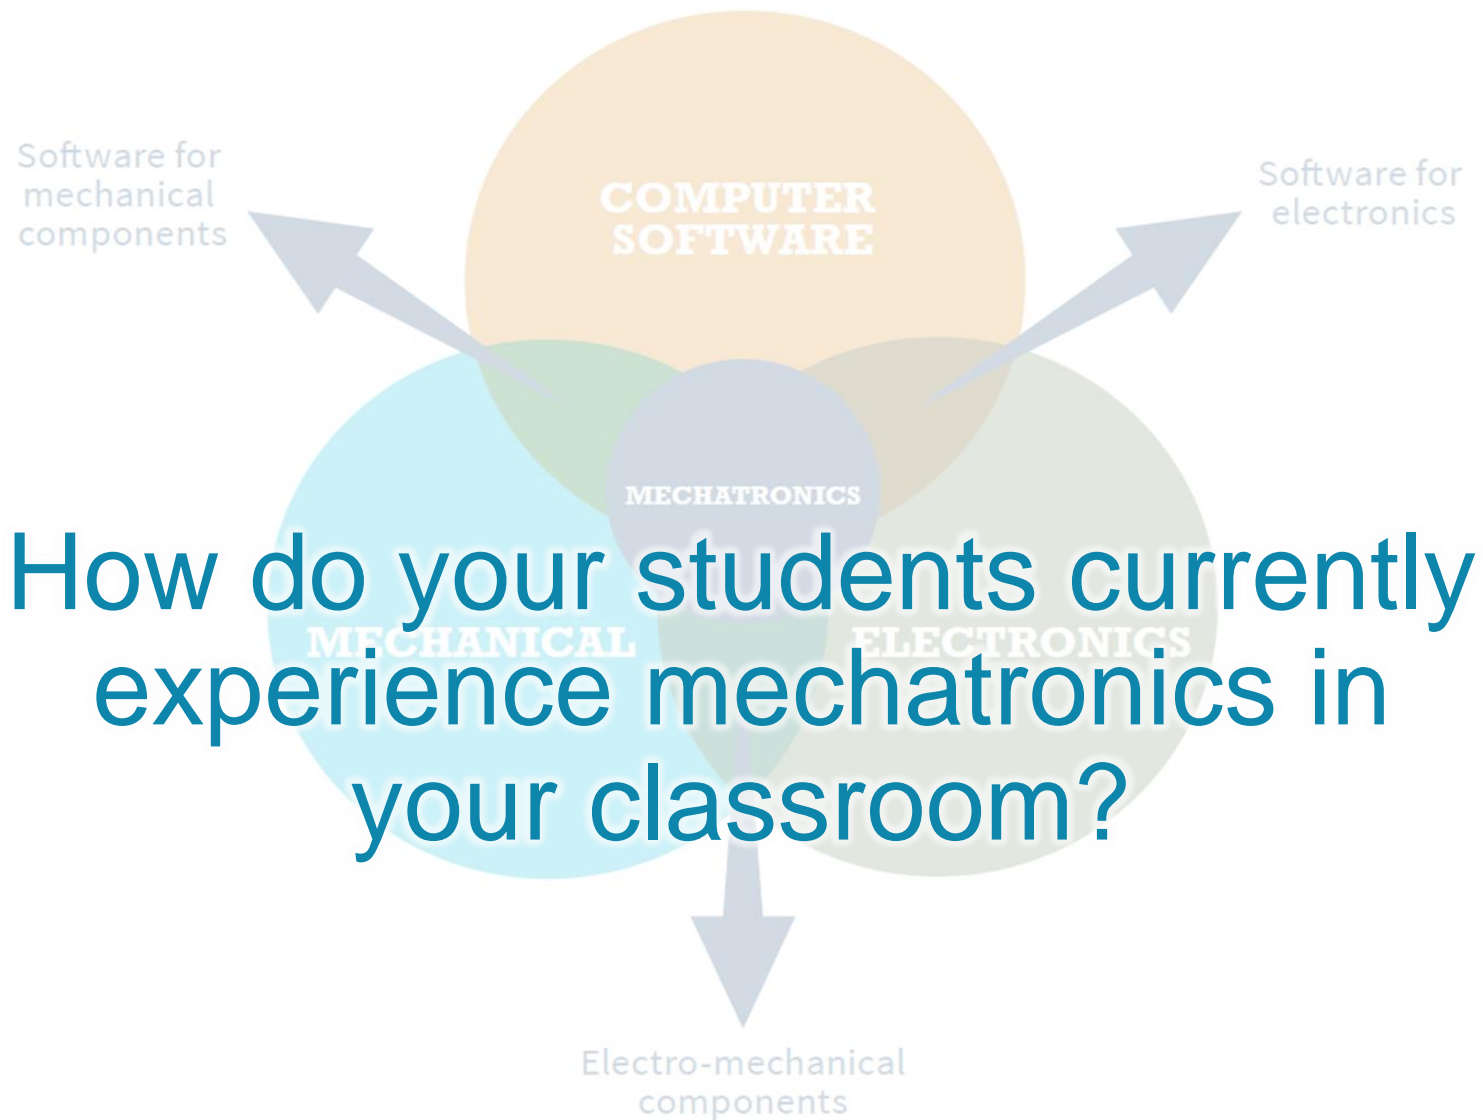 Software for
mechanical
components
COMPUTER
SOFTWARE
Software for
electronics
MECHATRONICS
How do your students currently
MECHANICAL
ELECTRONICS
experience mechatronics in
your classroom?
Electro-mechanical
components